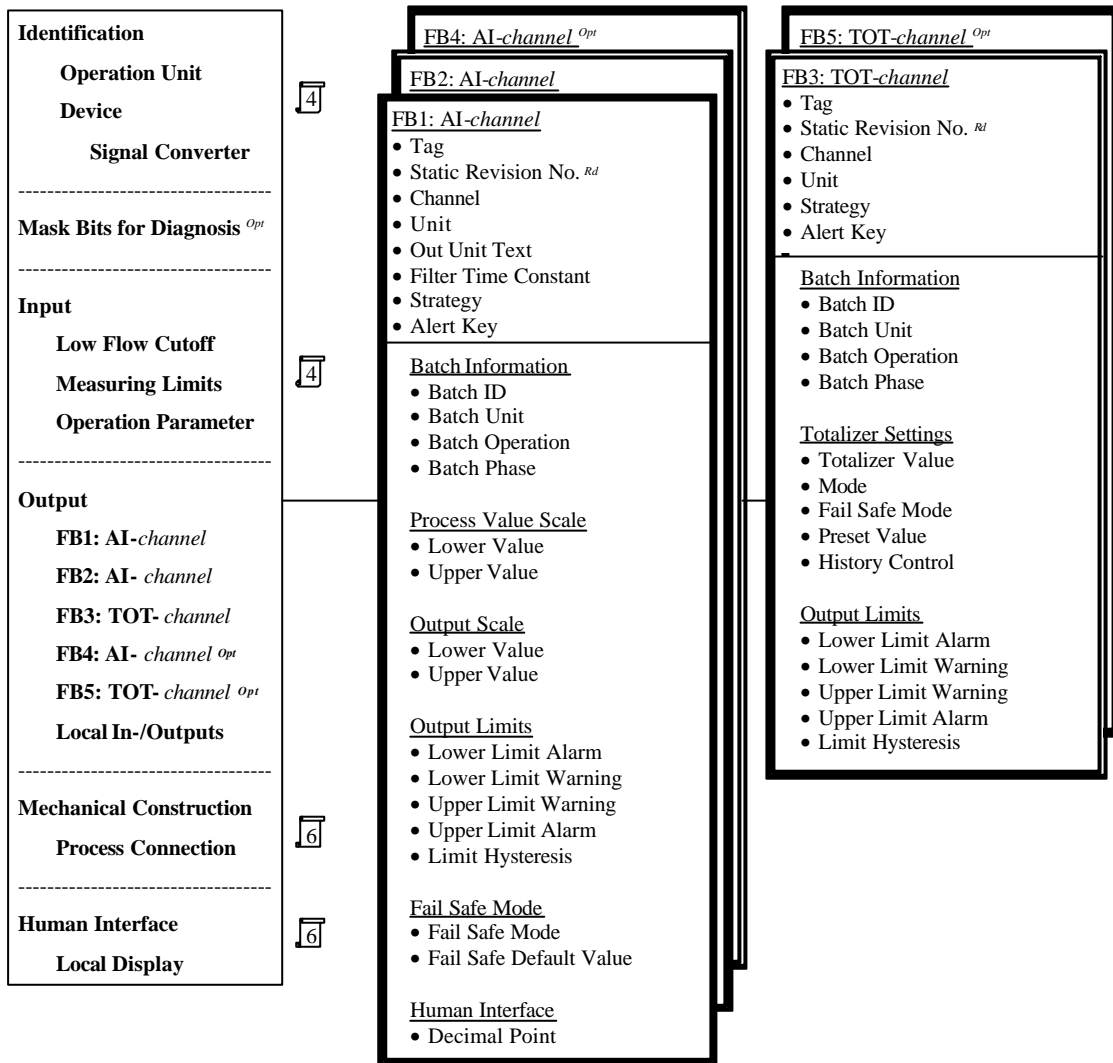 Identification
Operation Unit
Device
Signal Converter
4
-----------------------------------
Mask Bits for Diagnosis Opt
-----------------------------------
Input
Low Flow Cutoff
Measuring Limits
Operation Parameter
4
-----------------------------------
Output
FB1: AI-channel
FB2: AI- channel
FB3: TOT- channel
FB4: AI- channel Opt
FB5: TOT- channel Opt
Local In-/Outputs
-----------------------------------
Mechanical Construction
Process Connection
6
-----------------------------------
Human Interface
Local Display
6
FB4: AI-channel Opt
FB2: AI-channel
FB1: AI-channel
• Tag
• Static Revision No. Rd
• Channel
• Unit
• Out Unit Text
• Filter Time Constant
• Strategy
• Alert Key
Batch Information
• Batch ID
• Batch Unit
• Batch Operation
• Batch Phase
Process Value Scale
• Lower Value
• Upper Value
Output Scale
• Lower Value
• Upper Value
Output Limits
• Lower Limit Alarm
• Lower Limit Warning
• Upper Limit Warning
• Upper Limit Alarm
• Limit Hysteresis
Fail Safe Mode
• Fail Safe Mode
• Fail Safe Default Value
Human Interface
• Decimal Point
FB5: TOT-channel Opt
FB3: TOT-channel
• Tag
• Static Revision No. Rd
• Channel
• Unit
• Strategy
• Alert Key
Batch Information
• Batch ID
• Batch Unit
• Batch Operation
• Batch Phase
Totalizer Settings
• Totalizer Value
• Mode
• Fail Safe Mode
• Preset Value
• History Control
Output Limits
• Lower Limit Alarm
• Lower Limit Warning
• Upper Limit Warning
• Upper Limit Alarm
• Limit Hysteresis